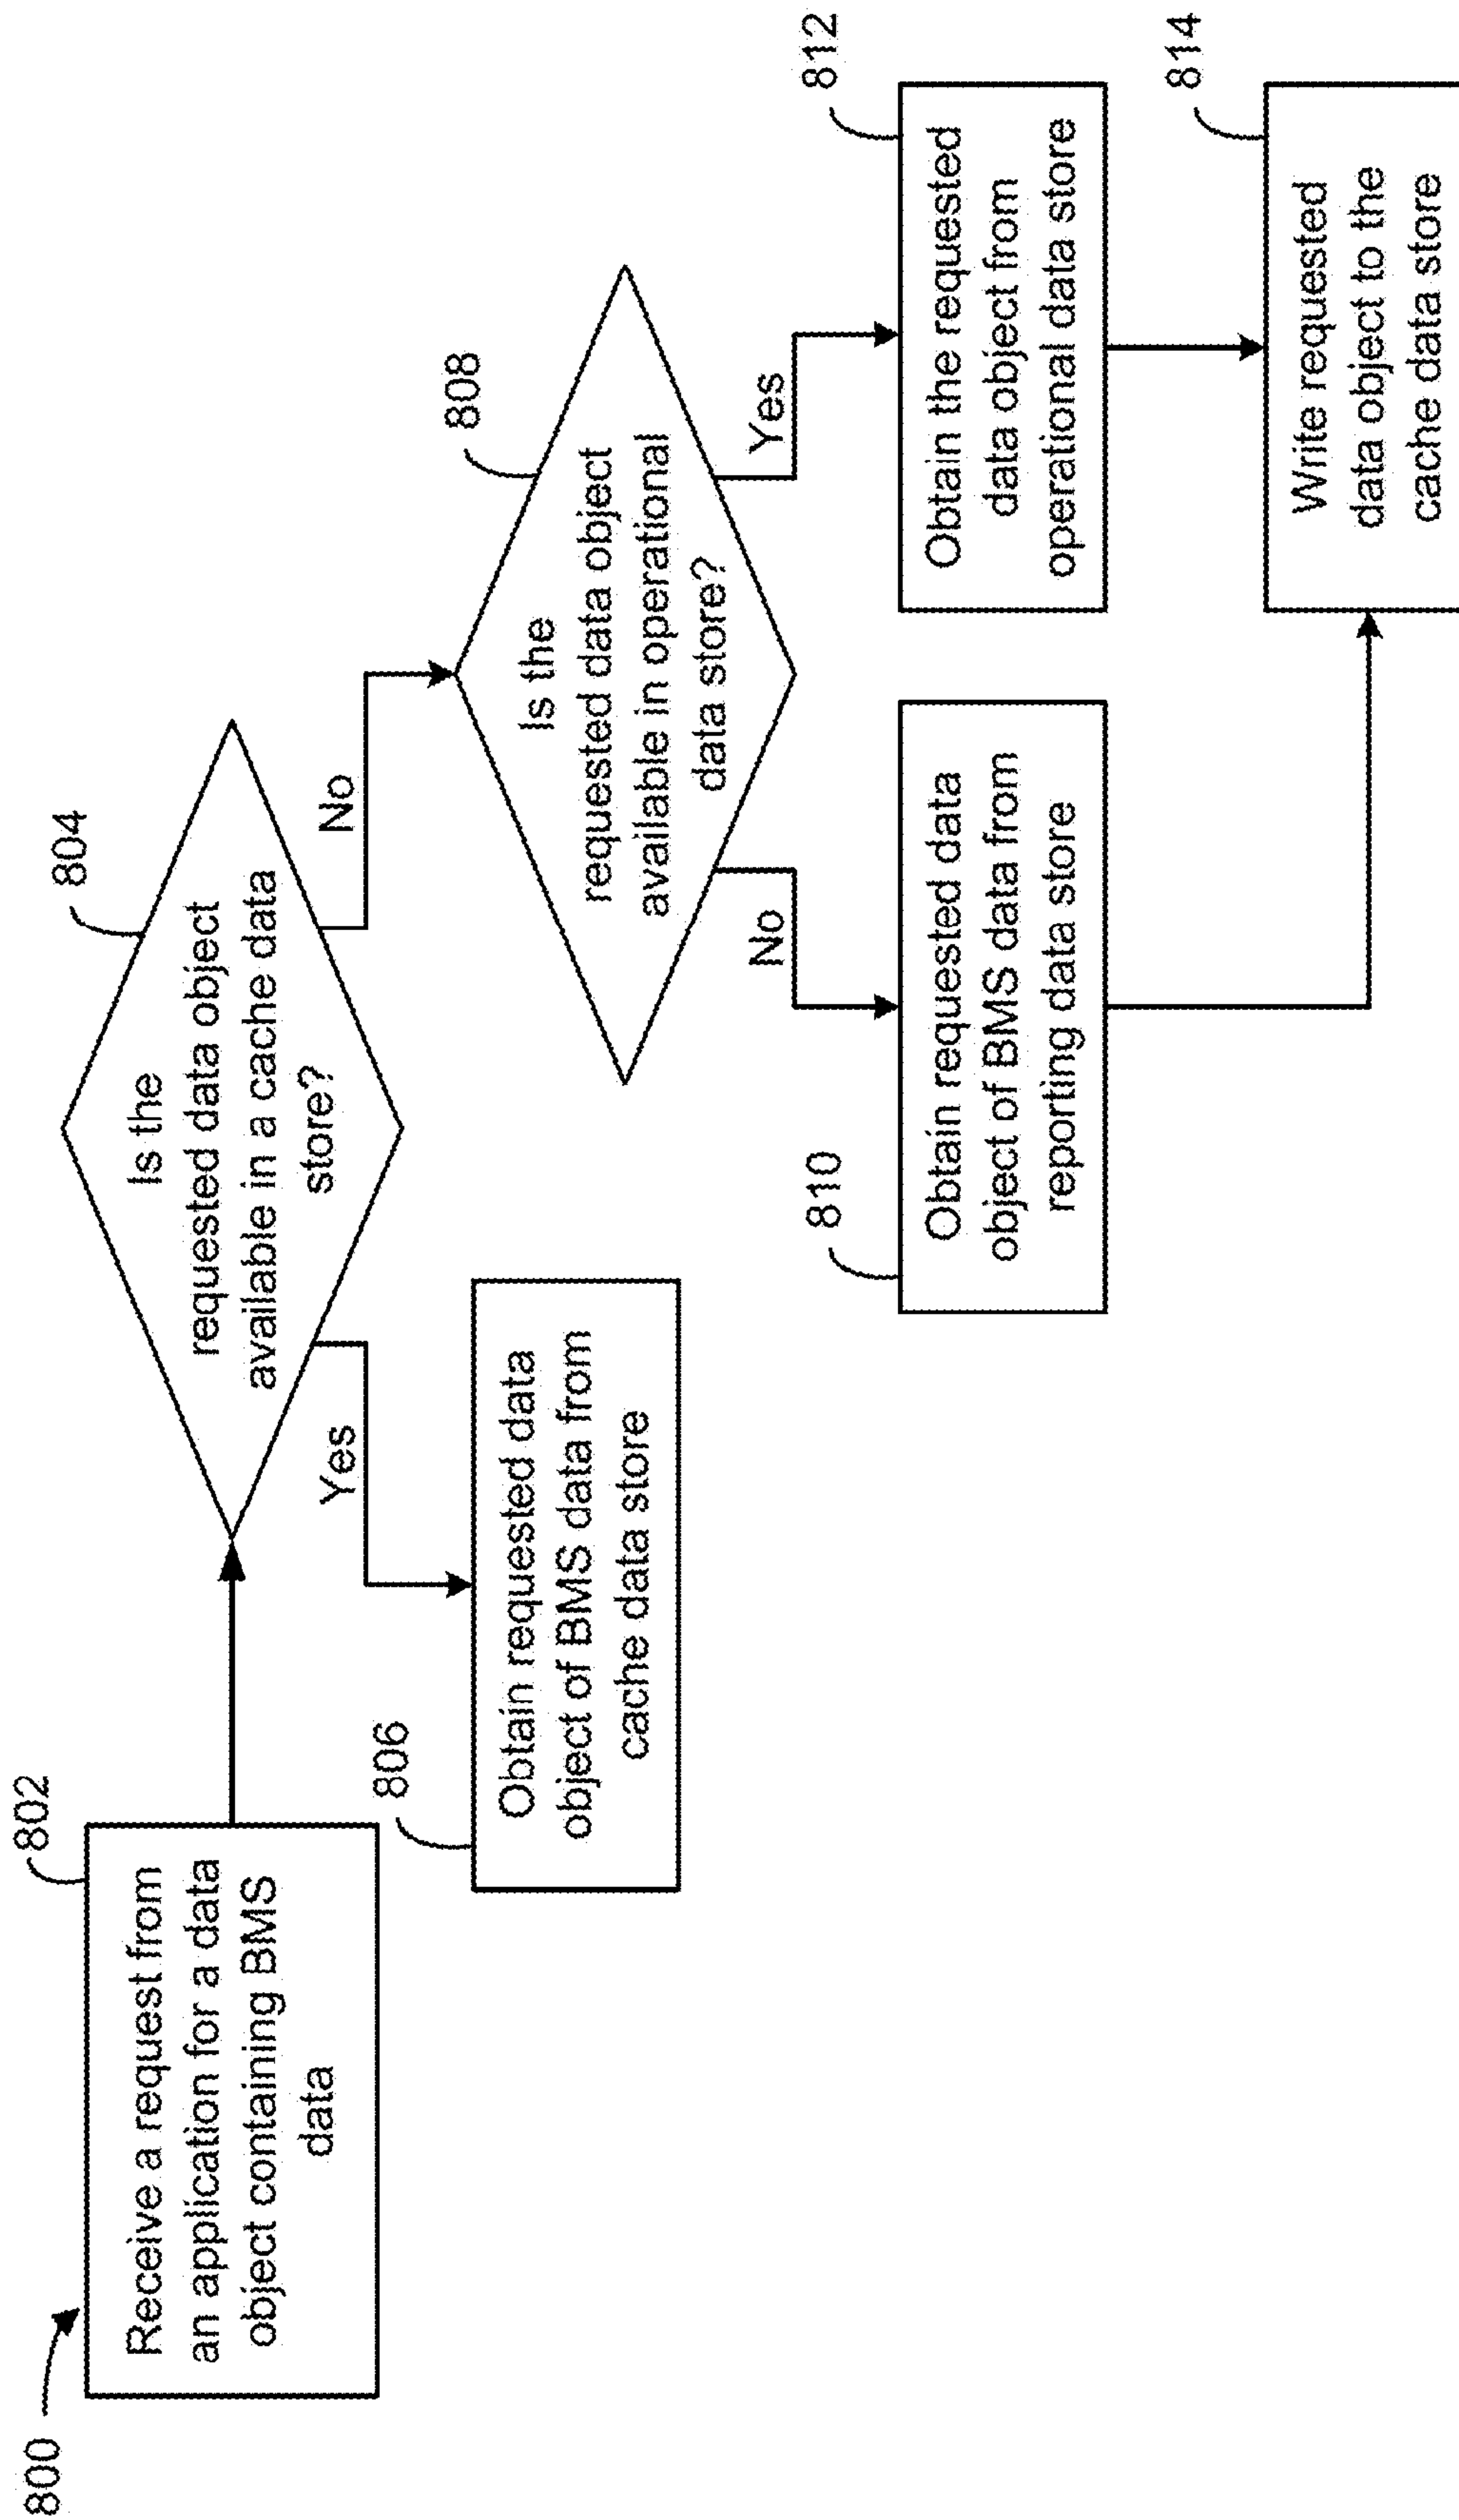 800
802
Receive a request from
an application for a data
object containing BMS
data
804
Is the
requested data object
available in a cache data
store?
Yes
No
806
Obtain requested data
object of BMS data from
cache data store
808
Is the
requested data object
available in operational
data store?
No
Yes
810
Obtain requested data
object of BMS data from
reporting data store
812
Obtain the requested
data object from
operational data store
814
Write requested
data object to the
cache data store